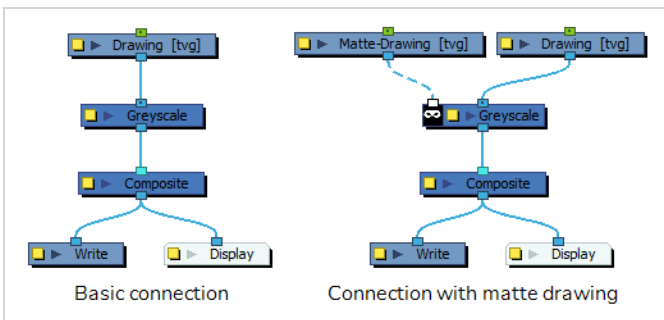 Drawing [tvg]
Greyscale
Composite
Write
Display
Basic connection
Matte-Drawing [tvg]
Drawing [tvg]
Greyscale
Composite
Write
Display
Connection with matte drawing